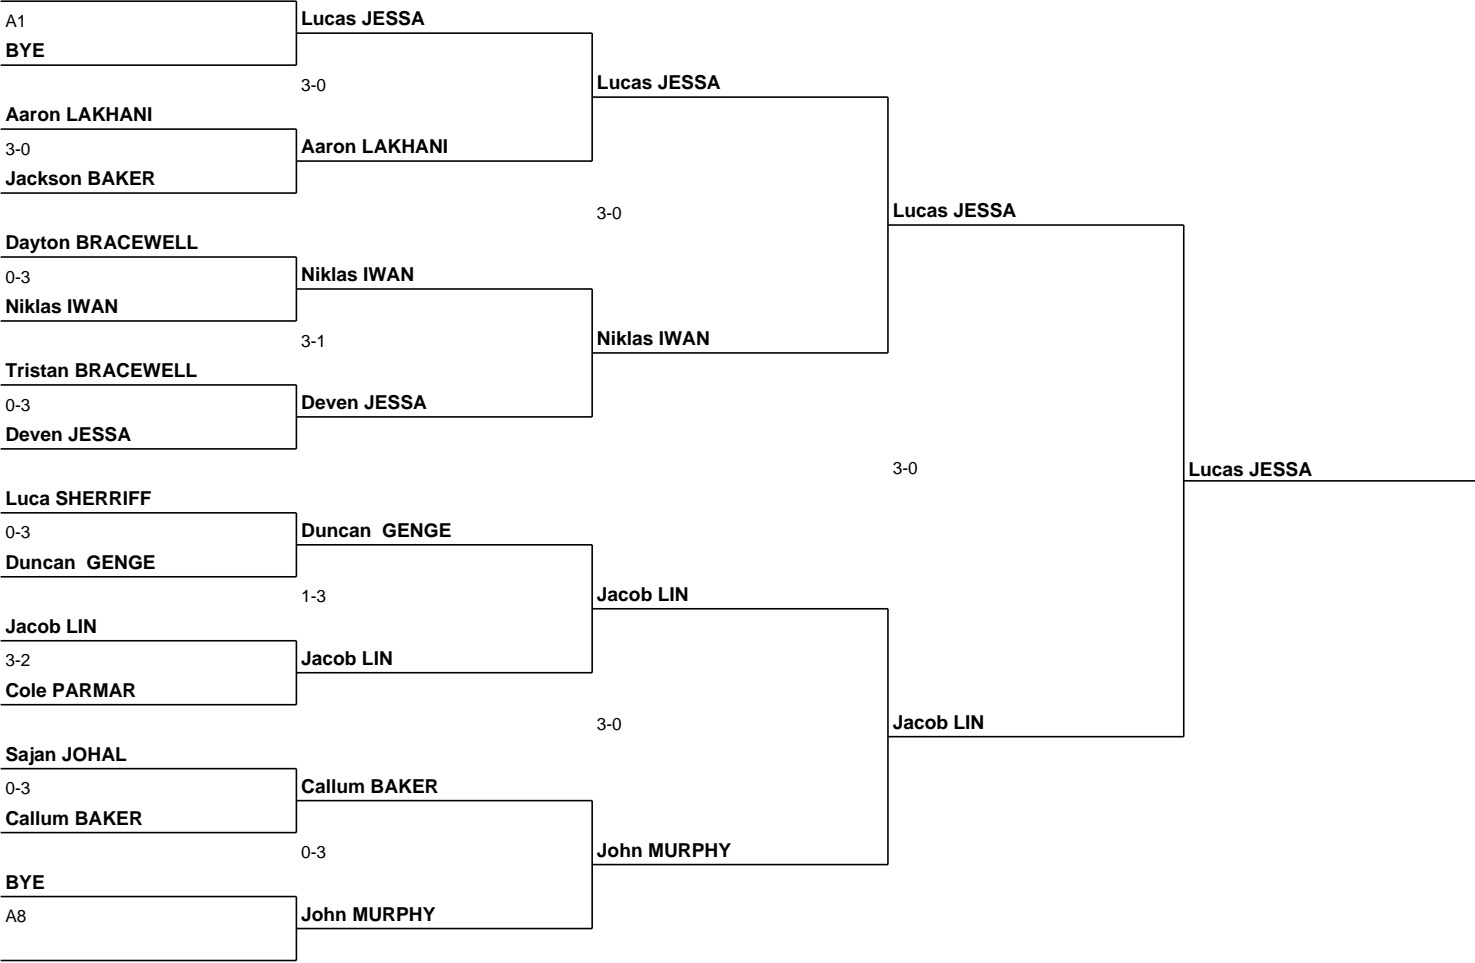 A1
BYE
Aaron LAKHANI
3-0
Jackson BAKER
Dayton BRACEWELL
0-3
Niklas IWAN
Tristan BRACEWELL
0-3
Deven JESSA
Luca SHERRIFF
0-3
Duncan  GENGE
Jacob LIN
3-2
Cole PARMAR
Sajan JOHAL
0-3
Callum BAKER
BYE
A8
Lucas JESSA
3-0
Aaron LAKHANI
Niklas IWAN
3-1
Deven JESSA
Duncan  GENGE
1-3
Jacob LIN
Callum BAKER
0-3
John MURPHY
Lucas JESSA
3-0
Niklas IWAN
Jacob LIN
3-0
John MURPHY
Lucas JESSA
3-0
Jacob LIN
Lucas JESSA